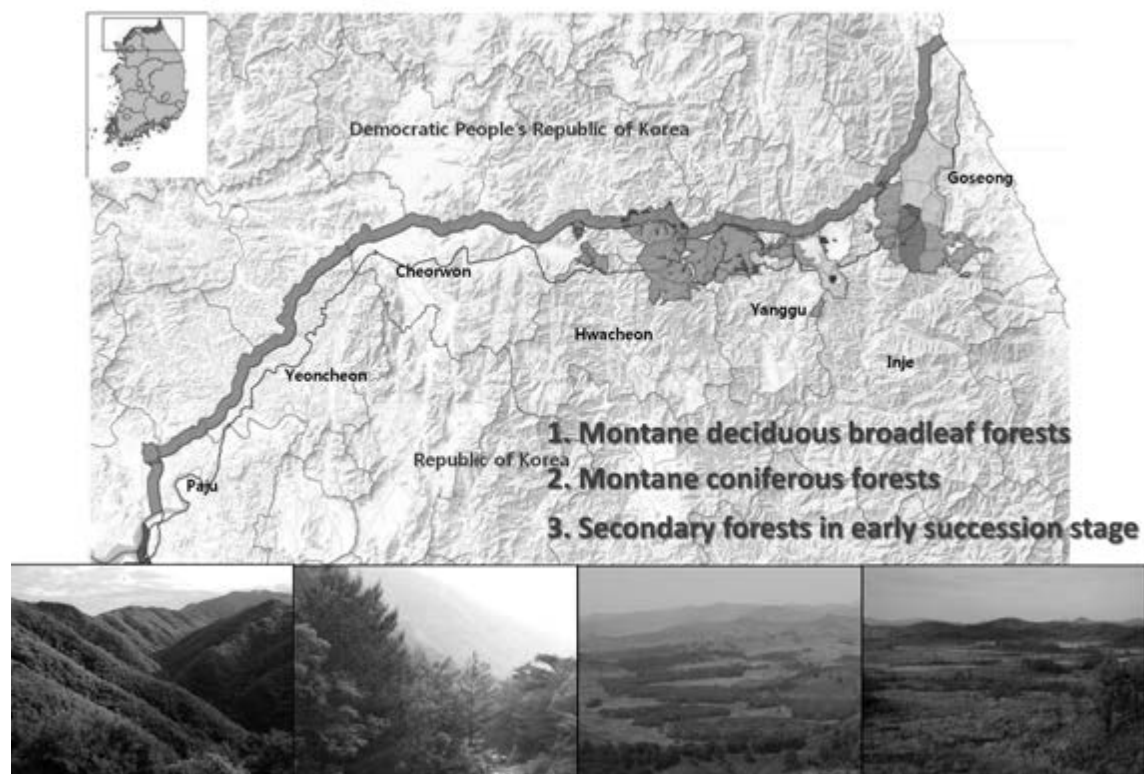 Democratic People's Republic of Korea
Goseong
Cheorwon
Yanggu
Hwacheon
Inje
Yeoncheon
1. Montane deciduous broadleaf forests
Republic of Korea
2. Montane coniferous forests
Paju
3. Secondary forests in early succession stage